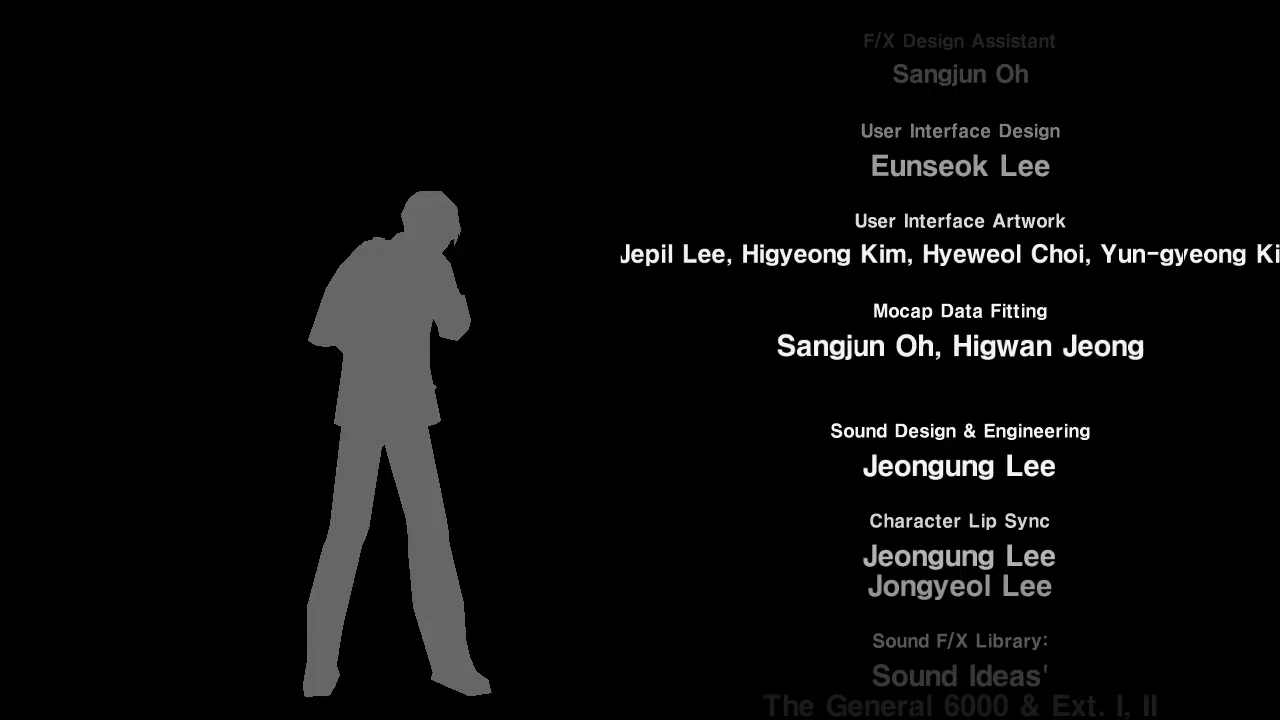 F/X Design Assistant
Sangjun Oh
User Interface Design
Eunseok Lee
User Interface Artwork
Jepil Lee, Higyeong Kim, Hyeweol Choi, Yun-gyeong Ki
Mocap Data Fitting
Sangjun Oh, Higwan Jeong
Sound Design & Engineering
Jeongung Lee
Character Lip Sync
Jeongung Lee
Jongyeol Lee
Sound F/X Library:
Sound Ideas'
The General 6000 & Ext. I, II